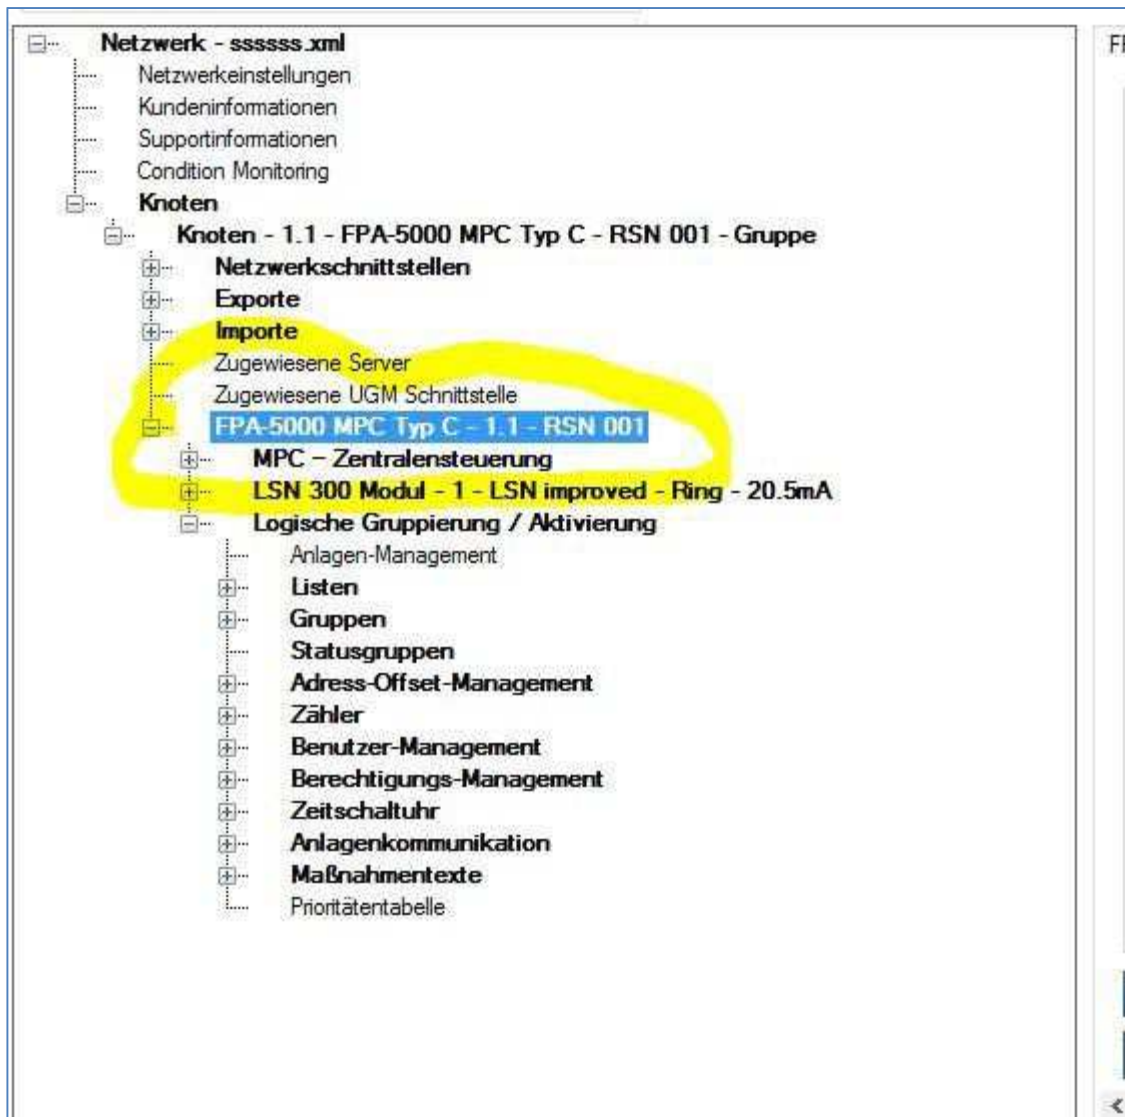 Netzwerk - ssssss.xml
Netzwerkeinstellungen
Kundeninformationen
Supportinformationen
Condition Monitoring
Knoten
Knoten - 1.1 - FPA-5000 MPC Typ C - RSN 001 - Gruppe
Netzwerkschnittstellen
Exporte
Importe
Zugewiesene Server
Zugewiesene UGM Schnittstelle
FPA-5000 MPC Typ C - 1.1 - RSN 001
MPC – Zentralensteuerung
LSN 300 Modul - 1 - LSN improved - Ring - 20.5mA
Logische Gruppierung / Aktivierung
Anlagen-Management
Listen
Gruppen
Statusgruppen
Adress-Offset-Management
Zähler
Benutzer-Management
Berechtigungs-Management
Zeitschaltuhr
Anlagenkommunikation
Maßnahmentexte
Prioritätentabelle